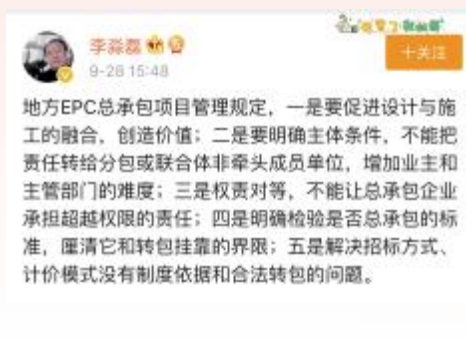 李淼磊
9-28 15:48
+关注
地方EPC总承包项目管理规定，一是要促进设计与施
工的融合，创造价值；二是要明确主体条件，不能把
责任转给分包或联合体非牵头成员单位，增加业主和
主管部门的难度；三是权责对等，不能让总承包企业
承担超越权限的责任；四是明确检验是否总承包的标
准，厘清它和转包挂靠的界限；五是解决招标方式、
计价模式没有制度依据和合法转包的问题。